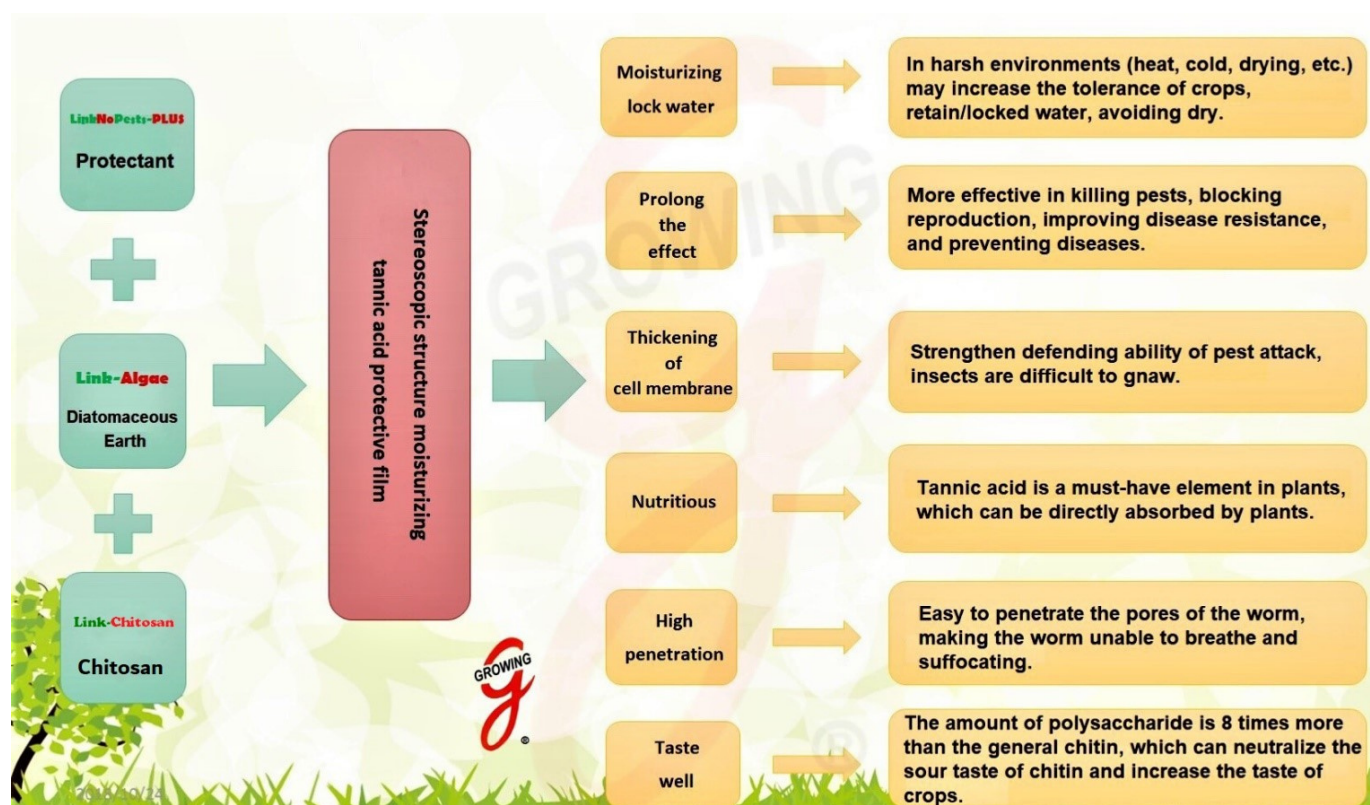 LinkNoPests-PLUS
Protectant
Link-Algae
Diatomaceous
Earth
Link-Chitosan
Chitosan
Stereoscopic structure moisturizing
tannic acid protective film
Moisturizing
lock water
In harsh environments (heat, cold, drying, etc.)
may increase the tolerance of crops,
retain/locked water, avoiding dry.
Prolong
the
effect
More effective in killing pests, blocking
reproduction, improving disease resistance,
and preventing diseases.
Thickening
of
cell membrane
Strengthen defending ability of pest attack,
insects are difficult to gnaw.
Nutritious
Tannic acid is a must-have element in plants,
which can be directly absorbed by plants.
High
penetration
Easy to penetrate the pores of the worm,
making the worm unable to breathe and
suffocating.
Taste
well
The amount of polysaccharide is 8 times more
than the general chitin, which can neutralize the
sour taste of chitin and increase the taste of
crops.
GROWING
®
GROWING
®